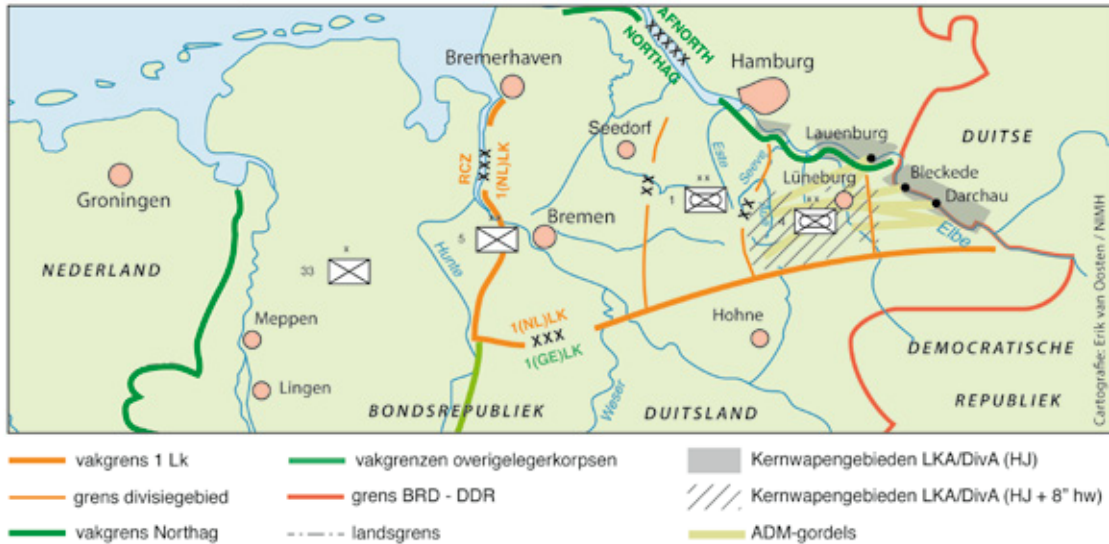 AFNORTH
XXXXX
NORTHAG
Bremerhaven
Hamburg
Seedorf
Lauenburg
DUITSE
RCZ
XXX
1(NL)LK
Este
Seeve
Bleckede
Groningen
xx
xx
Lüneburg
Darchau
1
xx
4
Bremen
xx
5
Elbe
NEDERLAND
x
33
Hunte
Meppen
1(NL)LK
XXX
1(GE)LK
Hohne
DEMOCRATISCHE
Lingen
Weser
REPUBLIEK
BONDSREPUBLIEK
DUITSLAND
Cartografie: Erik van Oosten / NIMH
vakgrens 1 Lk
vakgrenzen overigelegerkorpsen
Kernwapengebieden LKA/DivA (HJ)
grens divisiegebied
grens BRD - DDR
Kernwapengebieden LKA/DivA (HJ + 8" hw)
vakgrens Northag
landsgrens
ADM-gordels